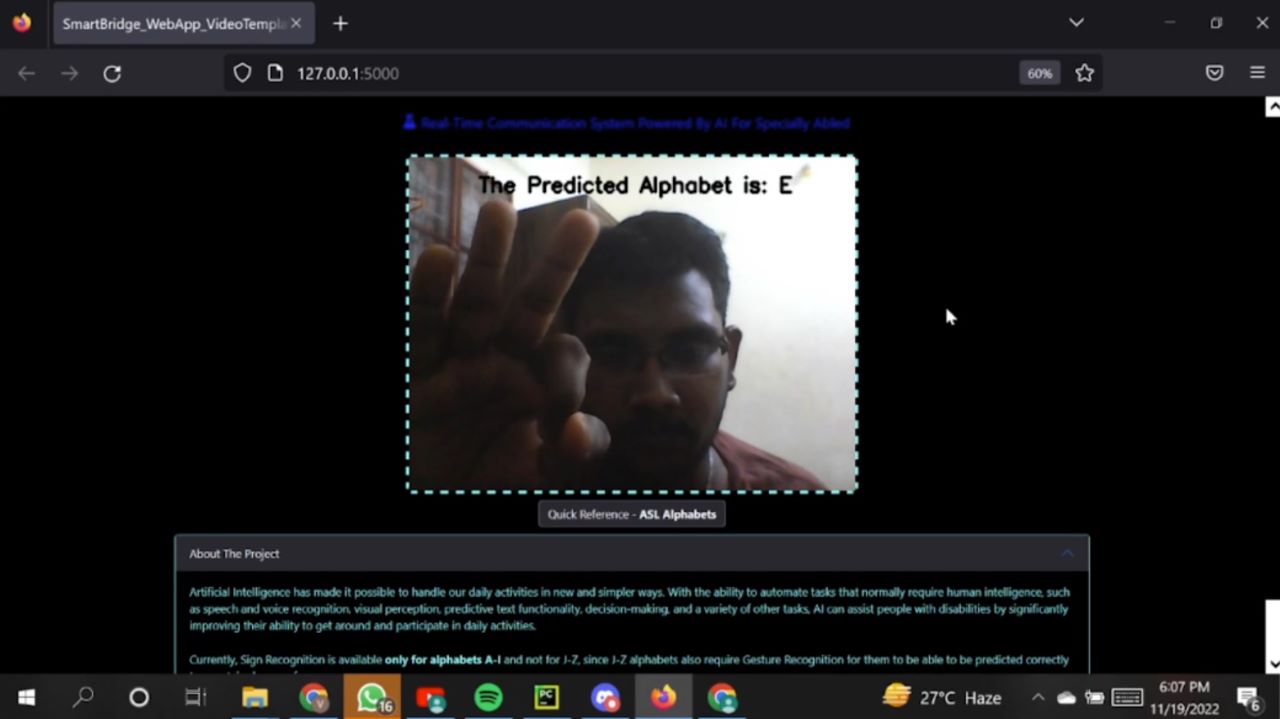 SmartBridge_WebApp_VideoTempla
127.0.0.1:5000
60%
Real-Time Communication System Powered By AI For Specially Abled
The Predicted Alphabet is: E
Quick Reference - ASL Alphabets
About The Project
Artificial Intelligence has made it possible to handle our daily activities in new and simpler ways. With the ability to automate tasks that normally require human intelligence, such
as speech and voice recognition, visual perception, predictive text functionality, decision-making, and a variety of other tasks, AI can assist people with disabilities by significantly
improving their ability to get around and participate in daily activities.
Currently, Sign Recognition is available only for alphabets A-I and not for J-Z, since J-Z alphabets also require Gesture Recognition for them to be able to be predicted correctly
V
16
PC
27°C Haze
6:07 PM
11/19/2022
6